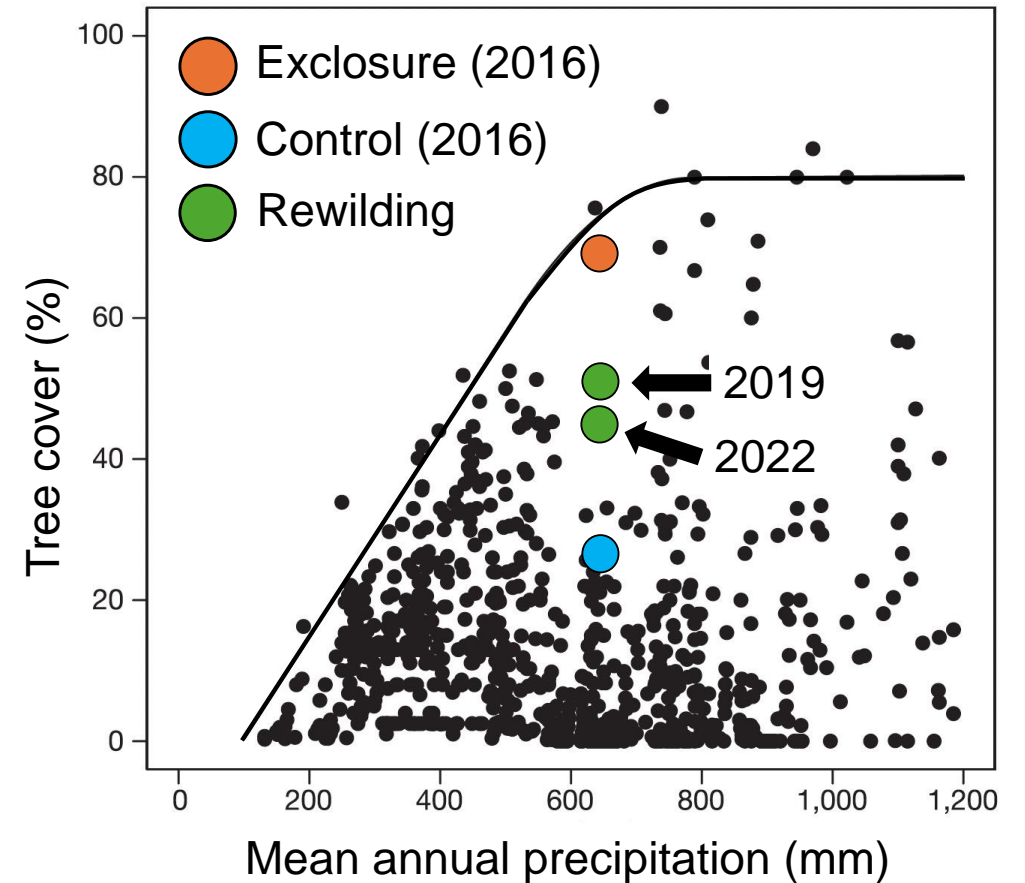 100
80
60
40
20
0
Tree cover (%)
Exclosure (2016)
Control (2016)
Rewilding
2019
2022
0 200 400 600 800 1,000 1,200
Mean annual precipitation (mm)